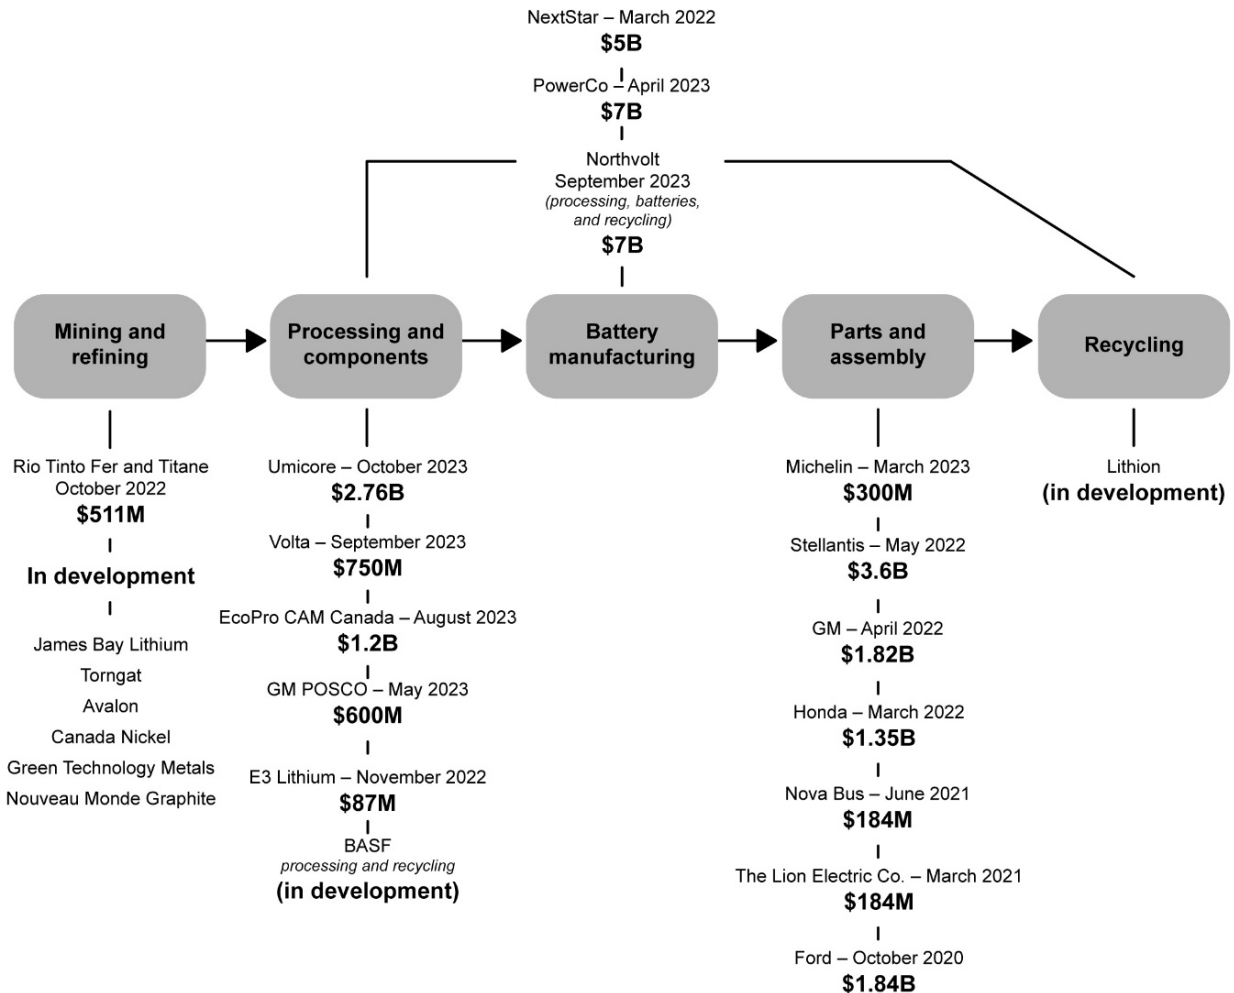 NextStar – March 2022
$5B
PowerCo – April 2023
$7B
Northvolt
September 2023
(processing, batteries,
and recycling)
$7B
Mining and
refining
Processing and
components
Battery
manufacturing
Parts and
assembly
Recycling
Rio Tinto Fer and Titane
October 2022
$511M
In development
James Bay Lithium
Torngat
Avalon
Canada Nickel
Green Technology Metals
Nouveau Monde Graphite
Umicore – October 2023
$2.76B
Volta – September 2023
$750M
EcoPro CAM Canada – August 2023
$1.2B
GM POSCO – May 2023
$600M
E3 Lithium – November 2022
$87M
BASF
processing and recycling
(in development)
Michelin – March 2023
$300M
Stellantis – May 2022
$3.6B
GM – April 2022
$1.82B
Honda – March 2022
$1.35B
Nova Bus – June 2021
$184M
The Lion Electric Co. – March 2021
$184M
Ford – October 2020
$1.84B
Lithion
(in development)